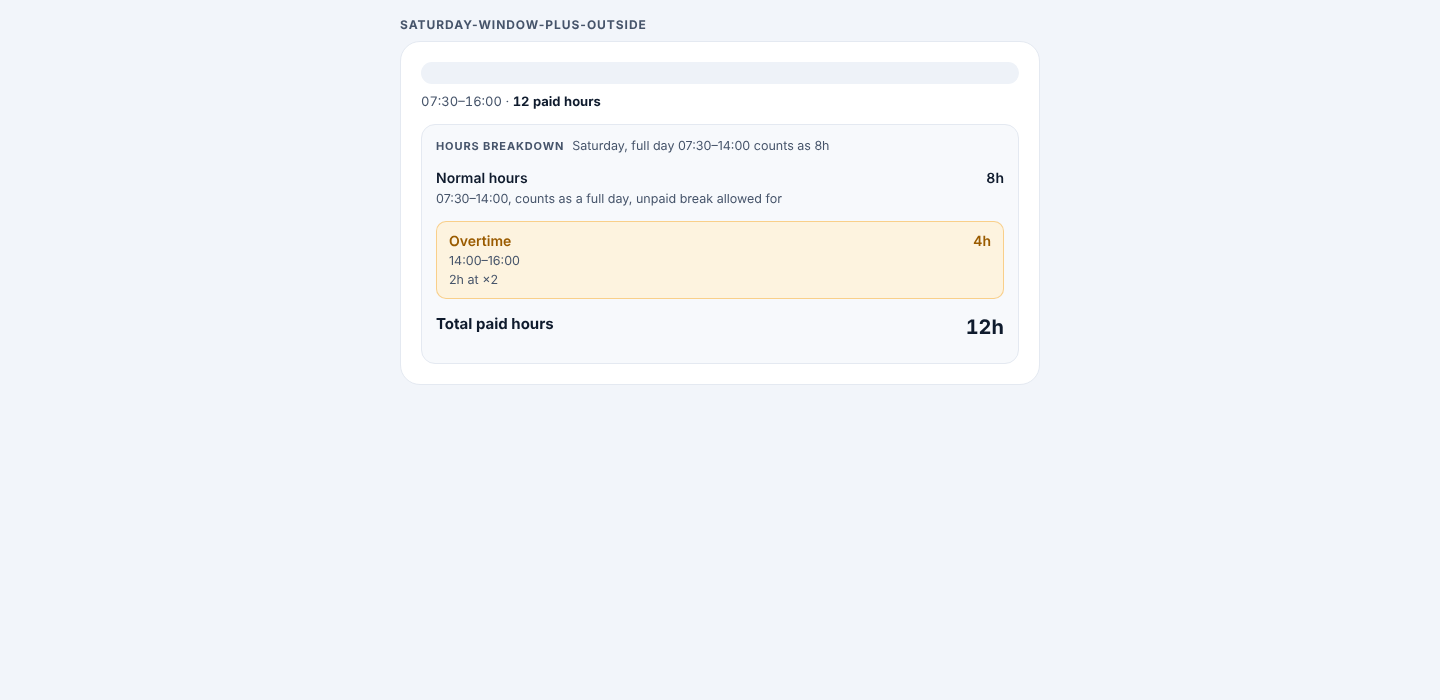 SATURDAY-WINDOW-PLUS-OUTSIDE
07:30–16:00 · 12 paid hours
HOURS BREAKDOWN Saturday, full day 07:30–14:00 counts as 8h
Normal hours 8h
07:30–14:00, counts as a full day, unpaid break allowed for
Overtime 4h
14:00–16:00
2h at ×2
Total paid hours 12h